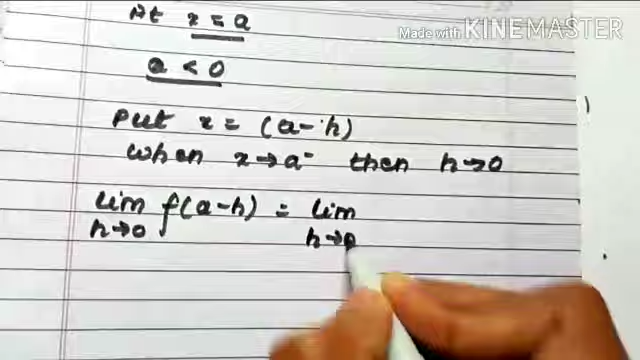 Made with KINEMASTER
At x = a
a < 0
Put x = (a-h)
when x→a⁻ then h→0
lim f(a-h) = lim
h→0 h→0